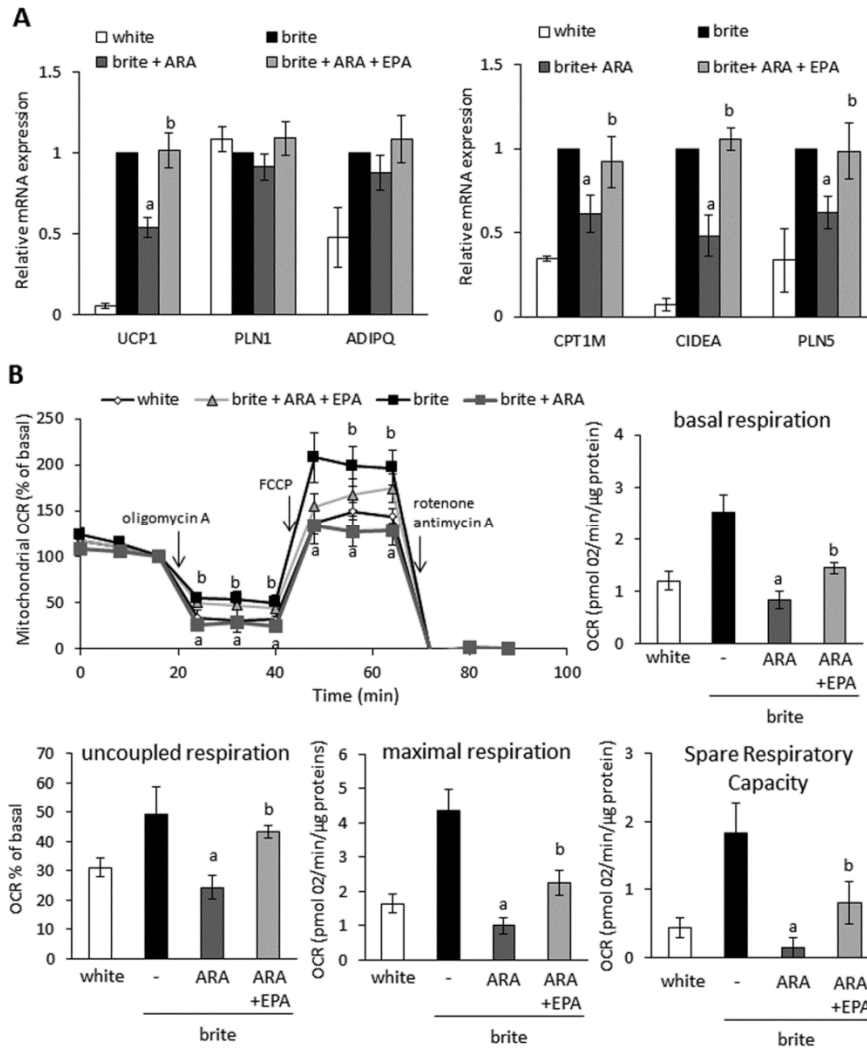 A
white
brite
brite + ARA
brite + ARA + EPA
Relative mRNA expression
1.5
1
0.5
0
b
a
UCP1
PLN1
ADIPQ
white
brite
brite+ ARA
brite+ ARA + EPA
Relative mRNA expression
1.5
1
0.5
0
b
b
b
a
a
a
CPT1M
CIDEA
PLN5
B
white
brite + ARA + EPA
brite
brite + ARA
Mitochondrial OCR (% of basal)
250
200
150
100
50
0
oligomycin A
FCCP
rotenone
antimycin A
b b b
a a a
b b
a a a
0 20 40 60 80 100
Time (min)
basal respiration
OCR (pmol 02/min/µg protein)
4
3
2
1
0
a
b
white - ARA ARA
+EPA
brite
uncoupled respiration
OCR % of basal
70
60
50
40
30
20
10
0
a
b
white - ARA ARA
+EPA
brite
maximal respiration
OCR (pmol 02/min/µg proteins)
6
5
4
3
2
1
0
a
b
white - ARA ARA
+EPA
brite
Spare Respiratory
Capacity
OCR (pmol 02/min/µg protein)
3
2
1
0
a
b
white - ARA ARA
+EPA
brite